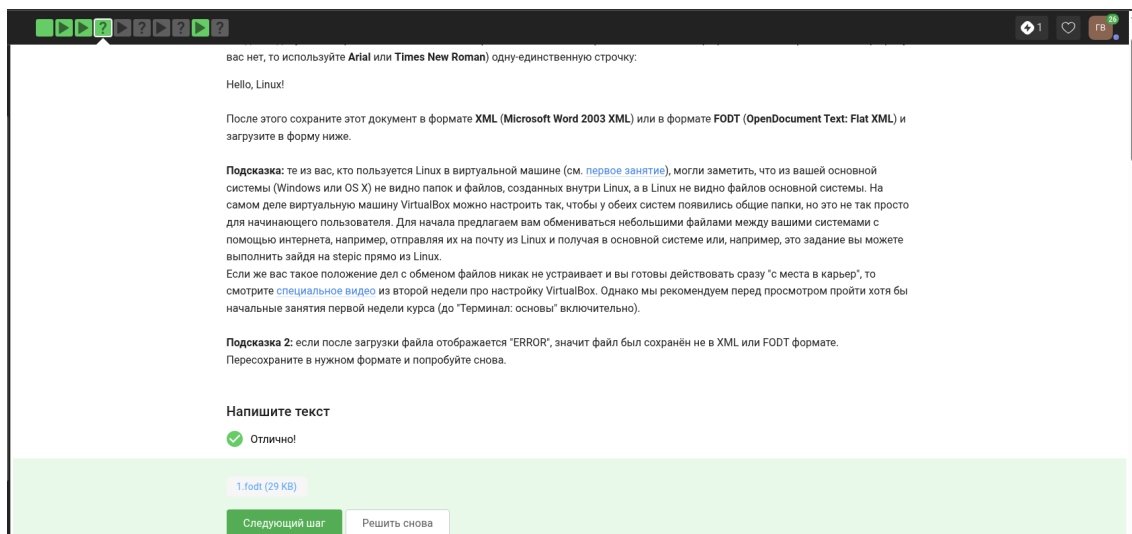 1
ГВ
26
вас нет, то используйте Arial или Times New Roman) одну-единственную строчку:
Hello, Linux!
После этого сохраните этот документ в формате XML (Microsoft Word 2003 XML) или в формате FODT (OpenDocument Text: Flat XML) и
загрузите в форму ниже.
Подсказка: те из вас, кто пользуется Linux в виртуальной машине (см. первое занятие), могли заметить, что из вашей основной
системы (Windows или OS X) не видно папок и файлов, созданных внутри Linux, а в Linux не видно файлов основной системы. На
самом деле виртуальную машину VirtualBox можно настроить так, чтобы у обеих систем появились общие папки, но это не так просто
для начинающего пользователя. Для начала предлагаем вам обмениваться небольшими файлами между вашими системами с
помощью интернета, например, отправляя их на почту из Linux и получая в основной системе или, например, это задание вы можете
выполнить зайдя на stepic прямо из Linux.
Если же вас такое положение дел с обменом файлов никак не устраивает и вы готовы действовать сразу "с места в карьер", то
смотрите специальное видео из второй недели про настройку VirtualBox. Однако мы рекомендуем перед просмотром пройти хотя бы
начальные занятия первой недели курса (до "Терминал: основы" включительно).
Подсказка 2: если после загрузки файла отображается "ERROR", значит файл был сохранён не в XML или FODT формате.
Пересохраните в нужном формате и попробуйте снова.
Напишите текст
Отлично!
1.fodt (29 KB)
Следующий шаг
Решить снова